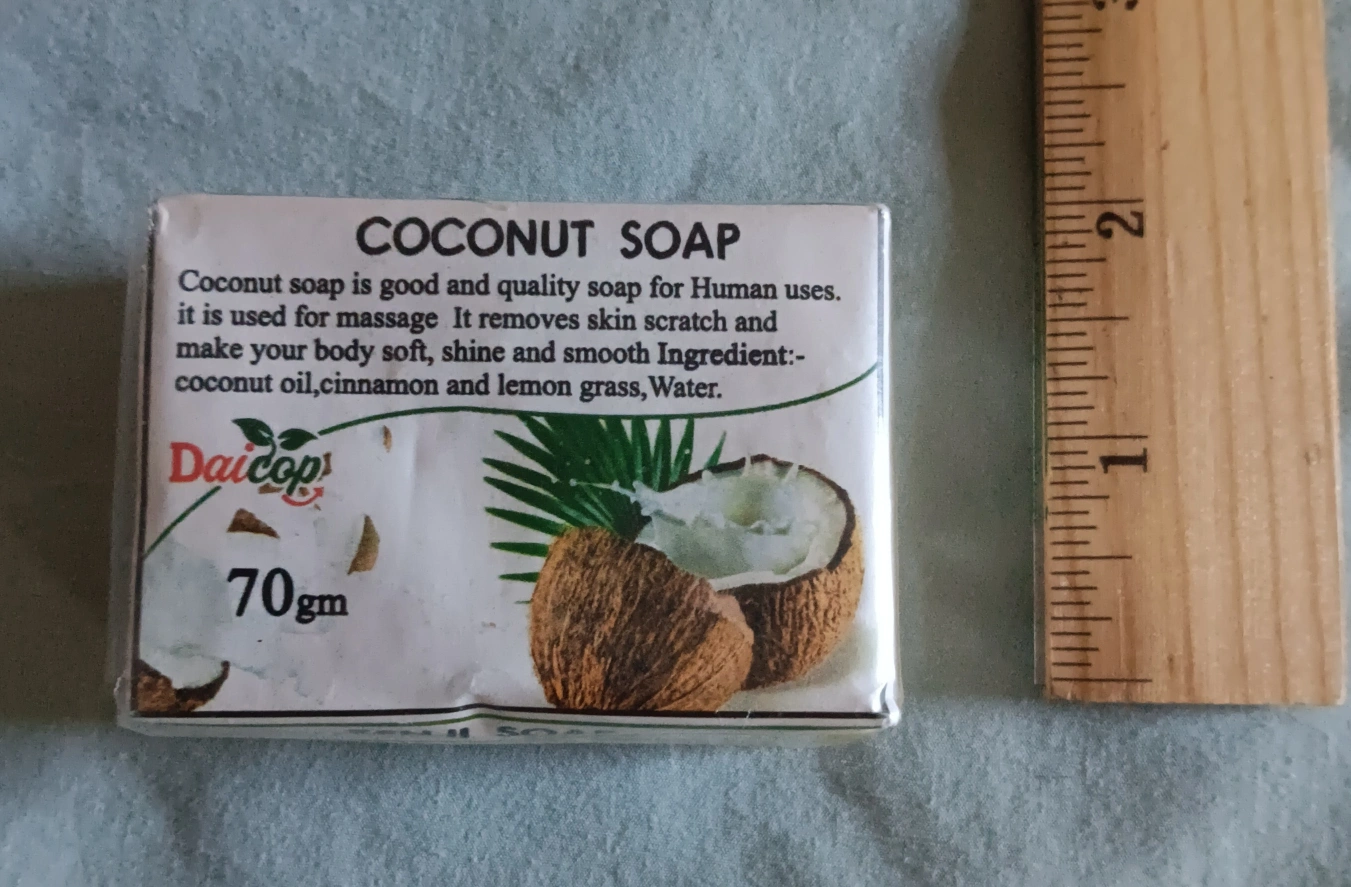 COCONUT SOAP
Coconut soap is good and quality soap for Human uses.
it is used for massage It removes skin scratch and
make your body soft, shine and smooth Ingredient:-
coconut oil,cinnamon and lemon grass,Water.
Daicop
70gm
SOAP
2
1